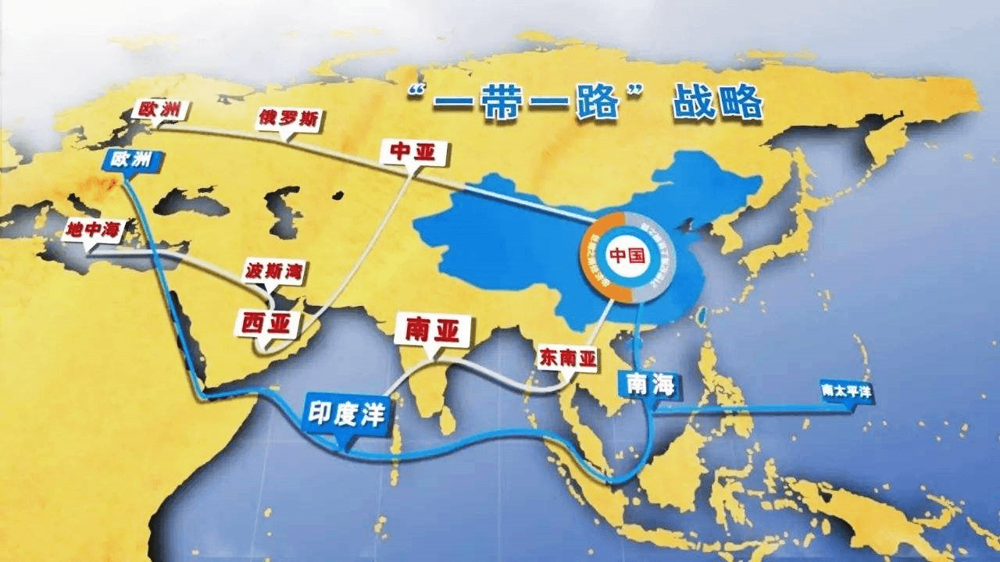 “一带一路” 战略
欧洲
俄罗斯
中亚
欧洲
地中海
波斯湾
中国
西亚
南亚
东南亚
南海
南太平洋
印度洋